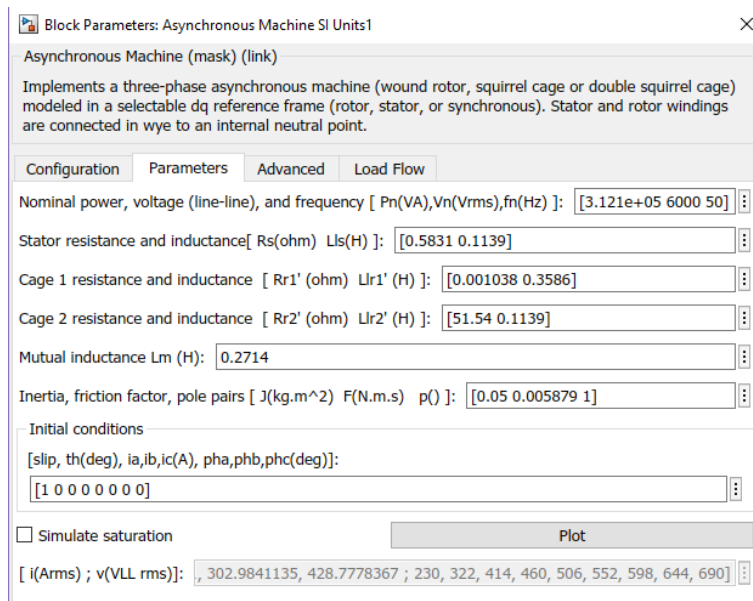 Block Parameters: Asynchronous Machine SI Units1
Asynchronous Machine (mask) (link)
Implements a three-phase asynchronous machine (wound rotor, squirrel cage or double squirrel cage)
modeled in a selectable dq reference frame (rotor, stator, or synchronous). Stator and rotor windings
are connected in wye to an internal neutral point.
Configuration Parameters Advanced Load Flow
Nominal power, voltage (line-line), and frequency [ Pn(VA),Vn(Vrms),fn(Hz) ]: [3.121e+05 6000 50]
Stator resistance and inductance[ Rs(ohm) Lls(H) ]: [0.5831 0.1139]
Cage 1 resistance and inductance [ Rr1' (ohm) Llr1' (H) ]: [0.001038 0.3586]
Cage 2 resistance and inductance [ Rr2' (ohm) Llr2' (H) ]: [51.54 0.1139]
Mutual inductance Lm (H): 0.2714
Inertia, friction factor, pole pairs [ J(kg.m^2) F(N.m.s) p() ]: [0.05 0.005879 1]
Initial conditions
[slip, th(deg), ia,ib,ic(A), pha,phb,phc(deg)]:
[1 0 0 0 0 0 0 0]
Simulate saturation Plot
[ i(Arms) ; v(VLL rms)]: , 302.9841135, 428.7778367 ; 230, 322, 414, 460, 506, 552, 598, 644, 690]